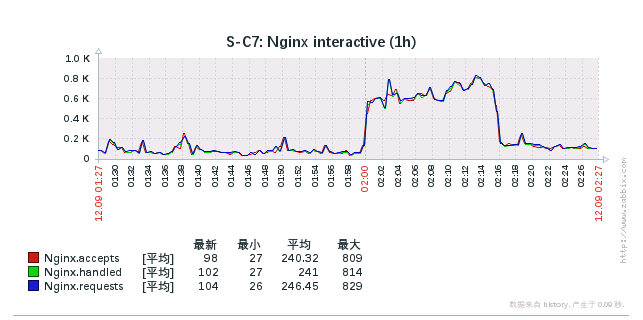 S-C7: Nginx interactive (1h)
1.0 K
0.8 K
0.6 K
0.4 K
0.2 K
0
12.09 01:27
01:30
01:32
01:34
01:36
01:38
01:40
01:42
01:44
01:46
01:48
01:50
01:52
01:54
01:56
01:58
02:00
02:02
02:04
02:06
02:08
02:10
02:12
02:14
02:16
02:18
02:20
02:22
02:24
02:26
12.09 02:27
最新 最小 平均 最大
Nginx.accepts [平均] 98 27 240.32 809
Nginx.handled [平均] 102 27 241 814
Nginx.requests [平均] 104 26 246.45 829
数据来自 history. 产生于 0.09 秒.
http://www.zabbix.com